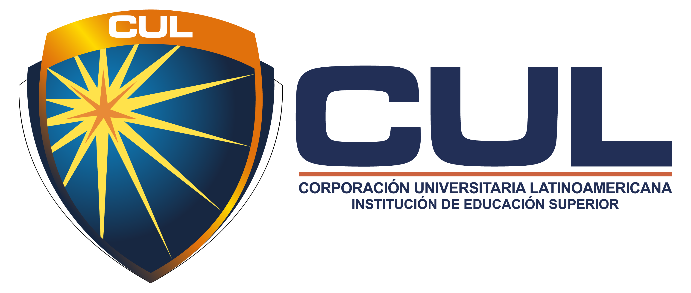 CUL
CUL
CORPORACIÓN UNIVERSITARIA LATINOAMERICANA
INSTITUCIÓN DE EDUCACIÓN SUPERIOR